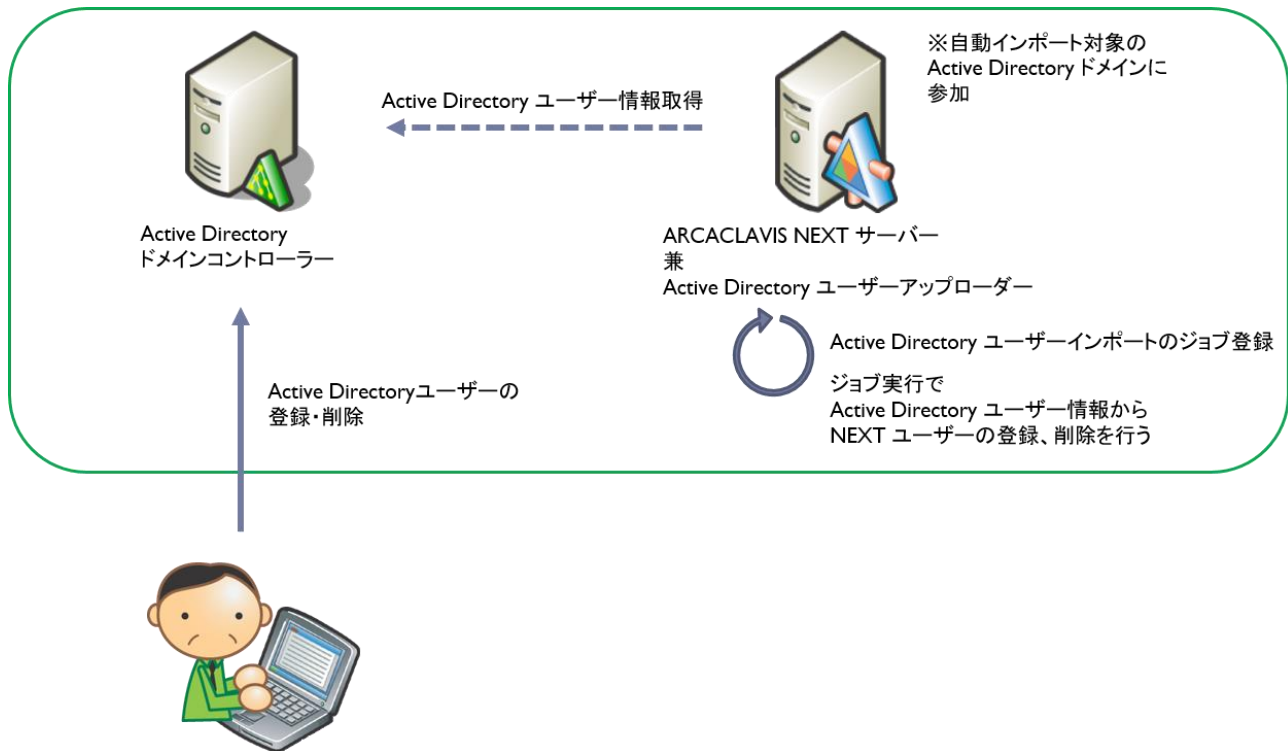 ※自動インポート対象の
Active Directory ドメインに
参加
Active Directory ユーザー情報取得
Active Directory
ドメインコントローラー
ARCACLAVIS NEXT サーバー
兼
Active Directory ユーザーアップローダー
Active Directory ユーザーインポートのジョブ登録
ジョブ実行で
Active Directory ユーザー情報から
NEXT ユーザーの登録、削除を行う
Active Directoryユーザーの
登録・削除